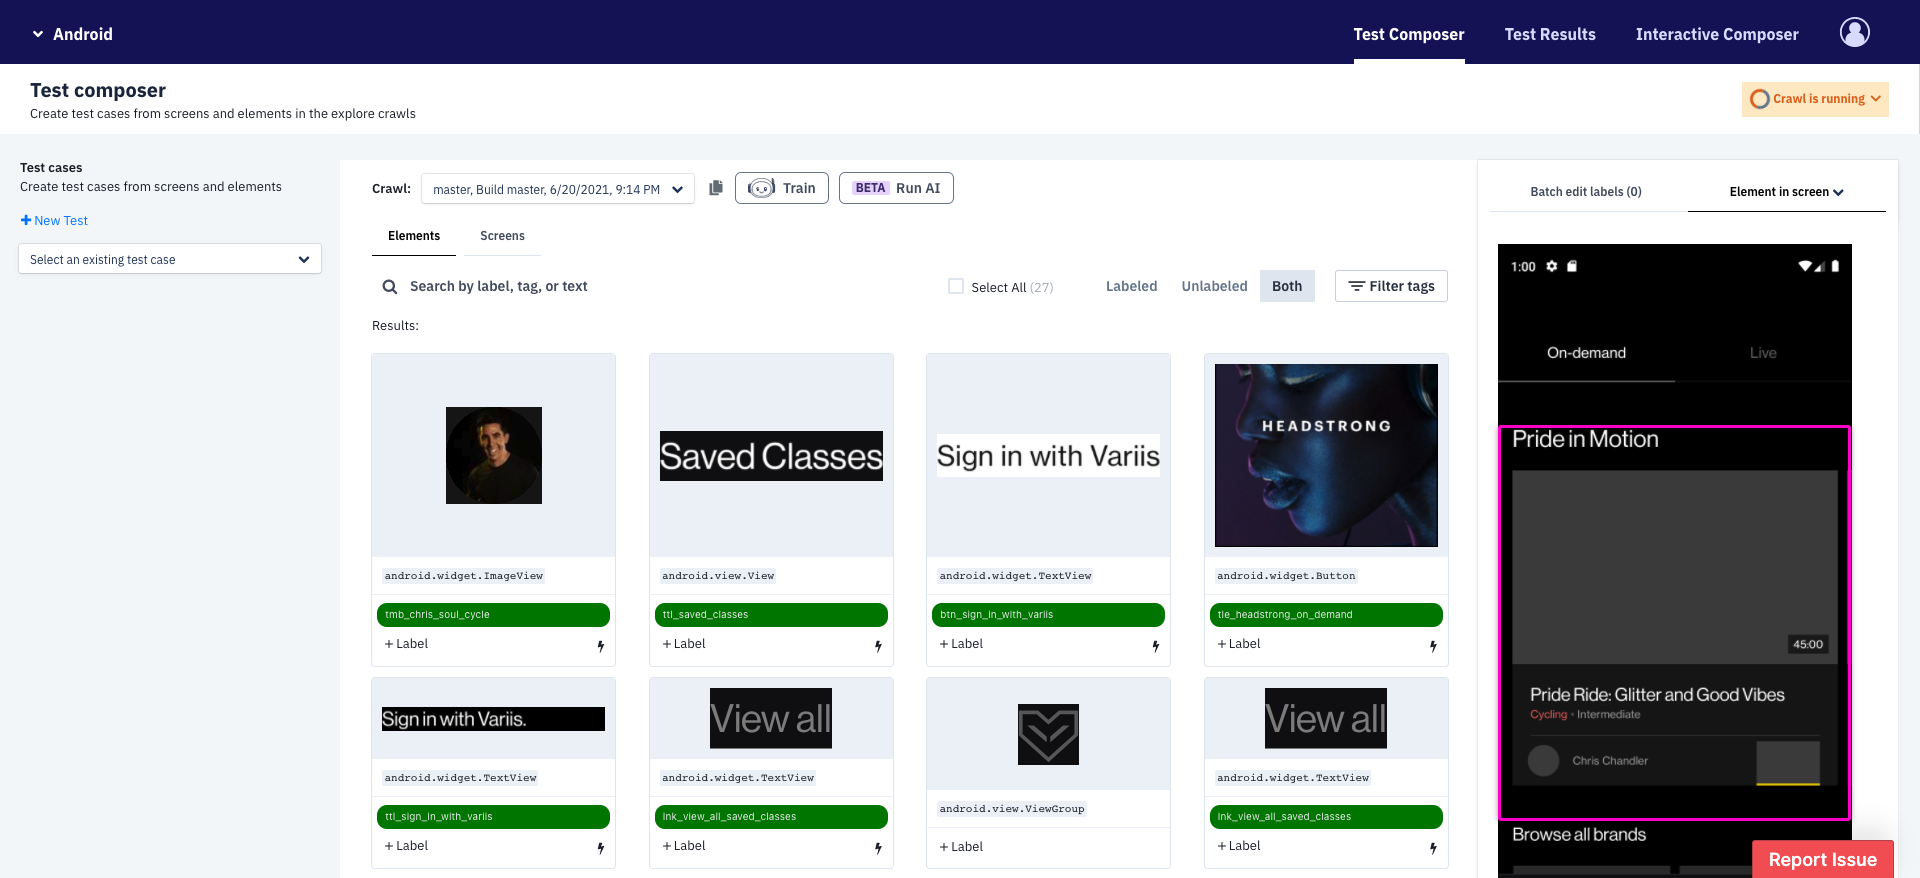 Android
Test Composer
Test Results
Interactive Composer
Test composer
Create test cases from screens and elements in the explore crawls
Crawl is running
Test cases
Create test cases from screens and elements
New Test
Select an existing test case
Crawl:
master, Build master, 6/20/2021, 9:14 PM
Train
BETA Run AI
Elements
Screens
Search by label, tag, or text
Select All (27)
Labeled
Unlabeled
Both
Filter tags
Results:
Saved Classes
Sign in with Variis
HEADSTRONG
android.widget.ImageView
android.view.View
android.widget.TextView
android.widget.Button
tmb_chris_soul_cycle
ttl_saved_classes
btn_sign_in_with_variis
tle_headstrong_on_demand
+ Label
+ Label
+ Label
+ Label
Sign in with Variis.
View all
View all
android.widget.TextView
android.widget.TextView
android.view.ViewGroup
android.widget.TextView
ttl_sign_in_with_variis
lnk_view_all_saved_classes
lnk_view_all_saved_classes
+ Label
+ Label
+ Label
+ Label
Batch edit labels (0)
Element in screen
1:00
On-demand
Live
Pride in Motion
45:00
Pride Ride: Glitter and Good Vibes
Cycling • Intermediate
Chris Chandler
Browse all brands
Report Issue